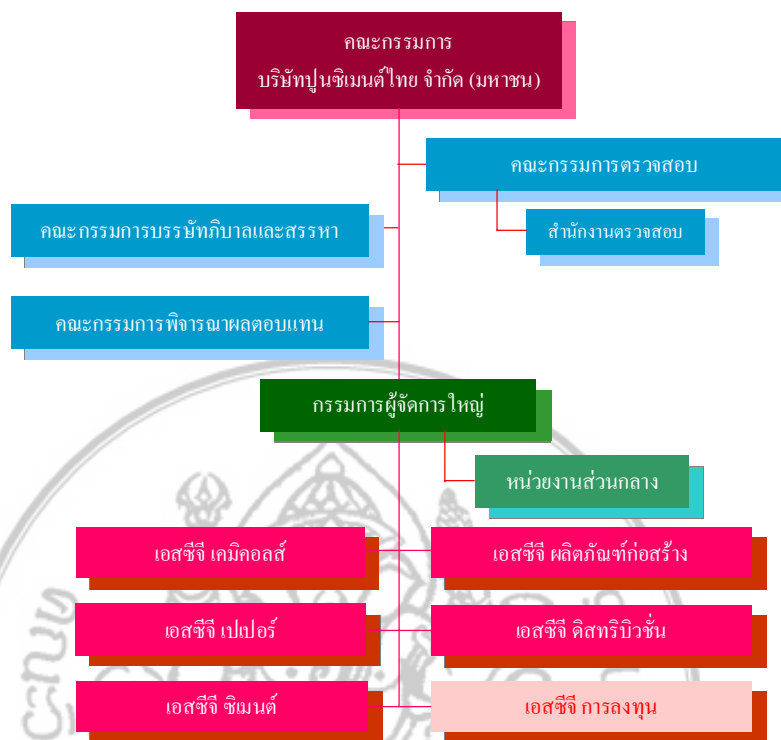 คณะกรรมการ
บริษัทปูนซิเมนต์ไทย จำกัด (มหาชน)
คณะกรรมการตรวจสอบ
คณะกรรมการบรรษัทภิบาลและสรรหา
สำนักงานตรวจสอบ
คณะกรรมการพิจารณาผลตอบแทน
กรรมการผู้จัดการใหญ่
หน่วยงานส่วนกลาง
เอสซีจี เคมิคอลส์
เอสซีจี ผลิตภัณฑ์ก่อสร้าง
เอสซีจี เปเปอร์
เอสซีจี ดิสทริบิวชั่น
เอสซีจี ซิเมนต์
เอสซีจี การลงทุน